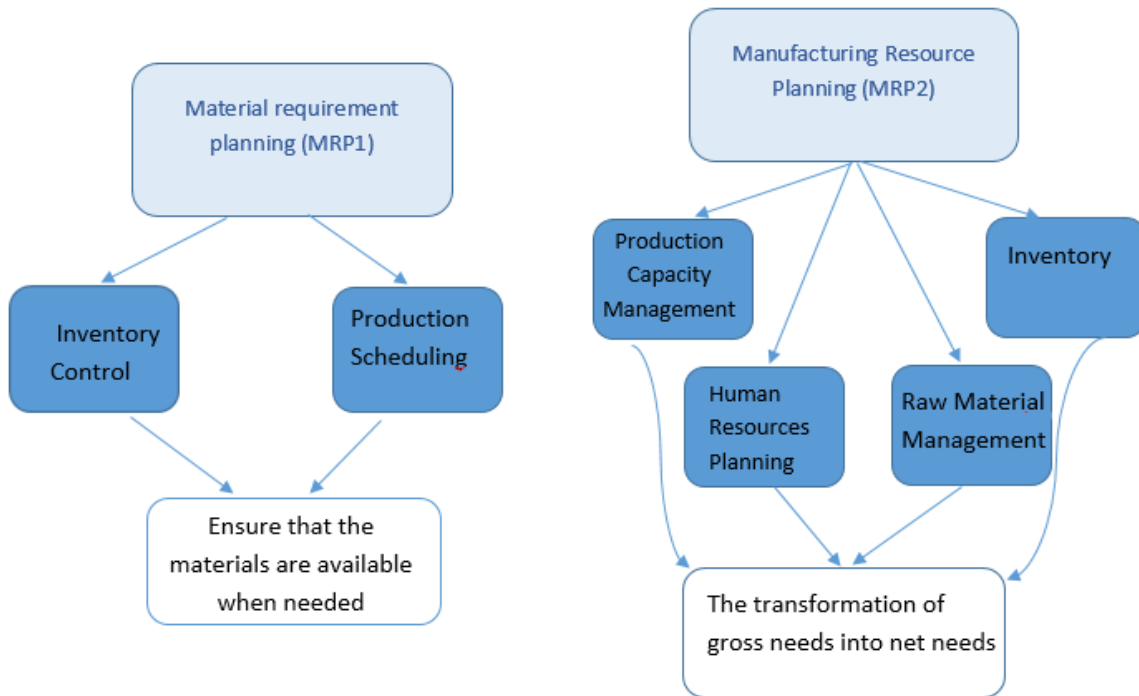 Material requirement
planning (MRP1)
Inventory
Control
Production
Scheduling
Ensure that the
materials are available
when needed
Manufacturing Resource
Planning (MRP2)
Production
Capacity
Management
Human
Resources
Planning
Raw Material
Management
Inventory
The transformation of
gross needs into net needs